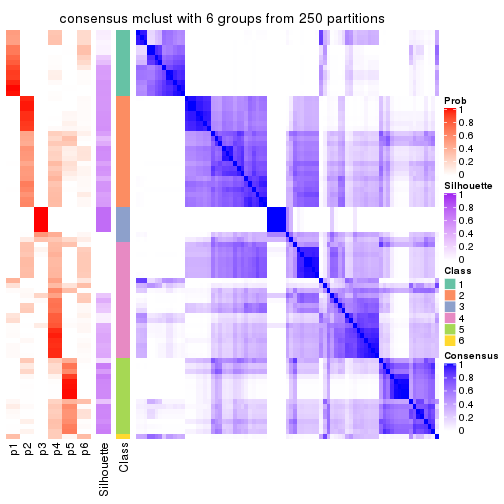 consensus mclust with 6 groups from 250 partitions
Prob
1
0.8
0.6
0.4
0.2
0
Silhouette
1
0.8
0.6
0.4
0.2
0
Class
1
2
3
4
5
6
Consensus
1
0.8
0.6
0.4
0.2
0
p1
p2
p3
p4
p5
p6
Silhouette
Class